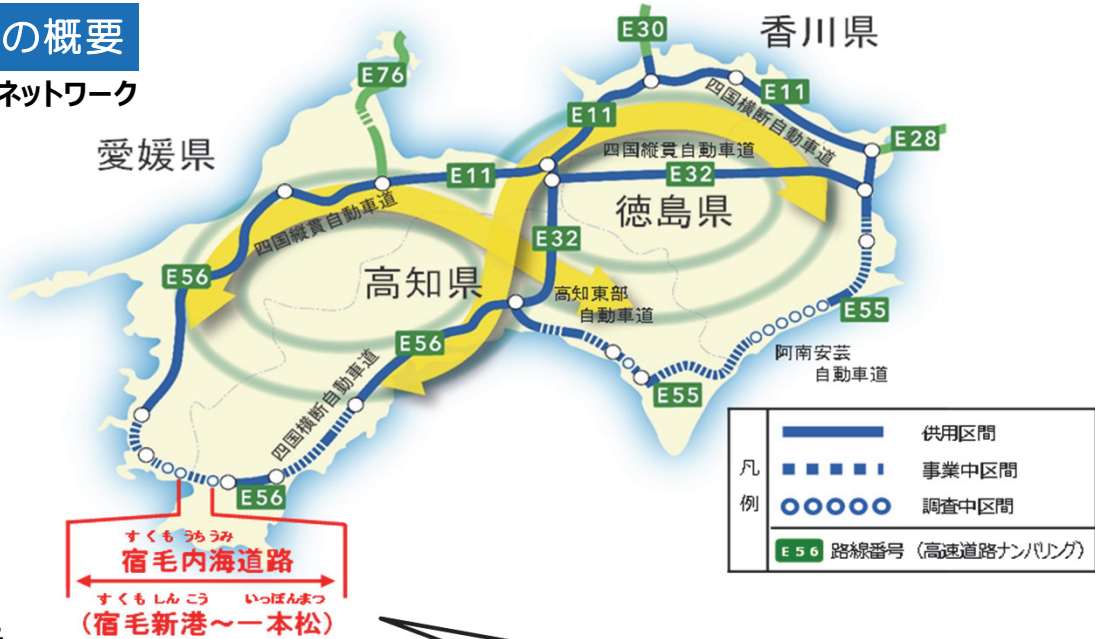 の概要
ネットワーク
E30
香川県
E76
E11
E11
四国横断自動車道
E28
愛媛県
四国縦貫自動車道
E11
E32
徳島県
四国縦貫自動車道
E32
E56
高知県
高知東部
自動車道
E55
E56
阿南安芸
自動車道
四国横断自動車道
E55
E56
凡例
供用区間
事業中区間
調査中区間
E56 路線番号(高速道路ナンバリング)
すくも うちうみ
宿毛内海道路
すくも しん こう いっぽんまつ
(宿毛新港~一本松)